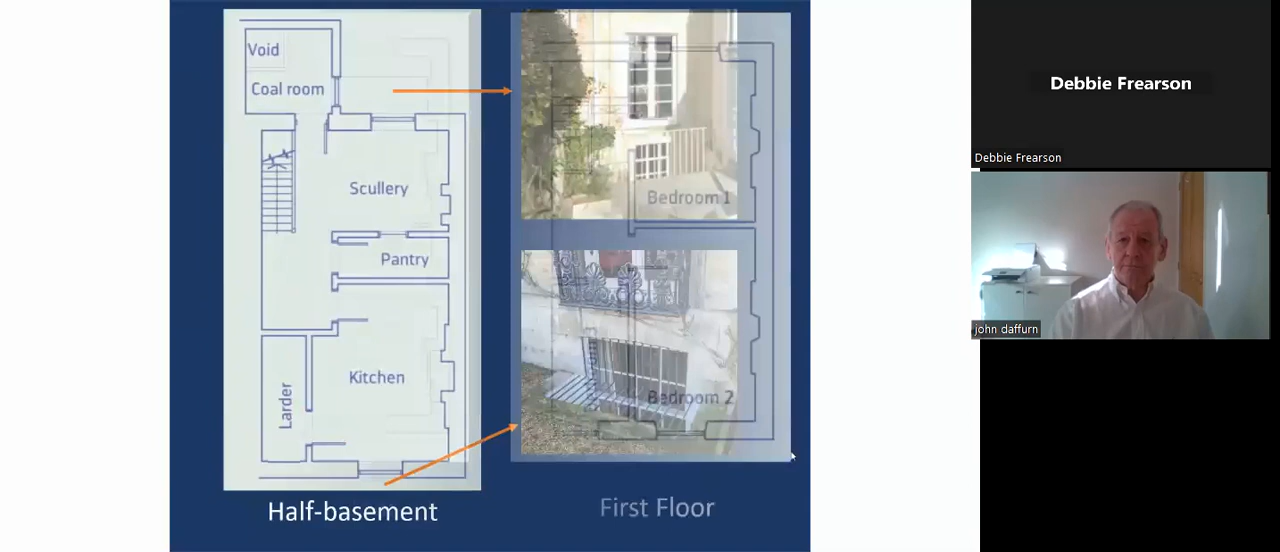 Void
Coal room
Scullery
Pantry
Kitchen
Larder
Half-basement
Bedroom 1
Bedroom 2
First Floor
Debbie Frearson
Debbie Frearson
john daffurn